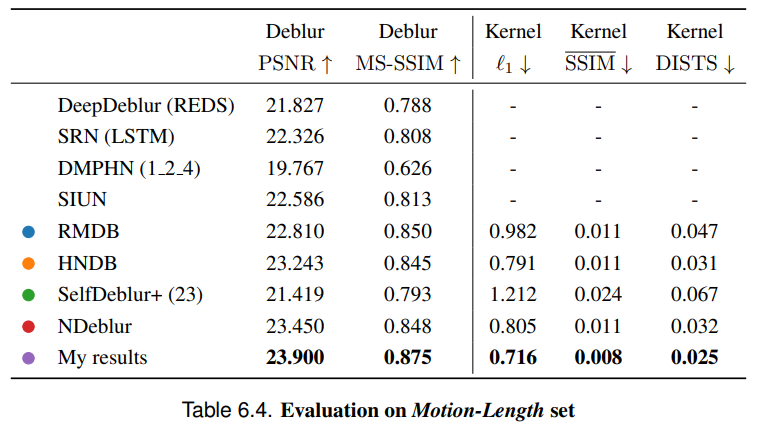 Deblur Deblur Kernel Kernel Kernel
PSNR ↑ MS-SSIM ↑ ℓ₁ ↓ S̅S̅I̅M̅ ↓ DISTS ↓
DeepDeblur (REDS) 21.827 0.788 - - -
SRN (LSTM) 22.326 0.808 - - -
DMPHN (1_2_4) 19.767 0.626 - - -
SIUN 22.586 0.813 - - -
RMDB 22.810 0.850 0.982 0.011 0.047
HNDB 23.243 0.845 0.791 0.011 0.031
SelfDeblur+ (23) 21.419 0.793 1.212 0.024 0.067
NDeblur 23.450 0.848 0.805 0.011 0.032
My results 23.900 0.875 0.716 0.008 0.025
Table 6.4. Evaluation on Motion-Length set